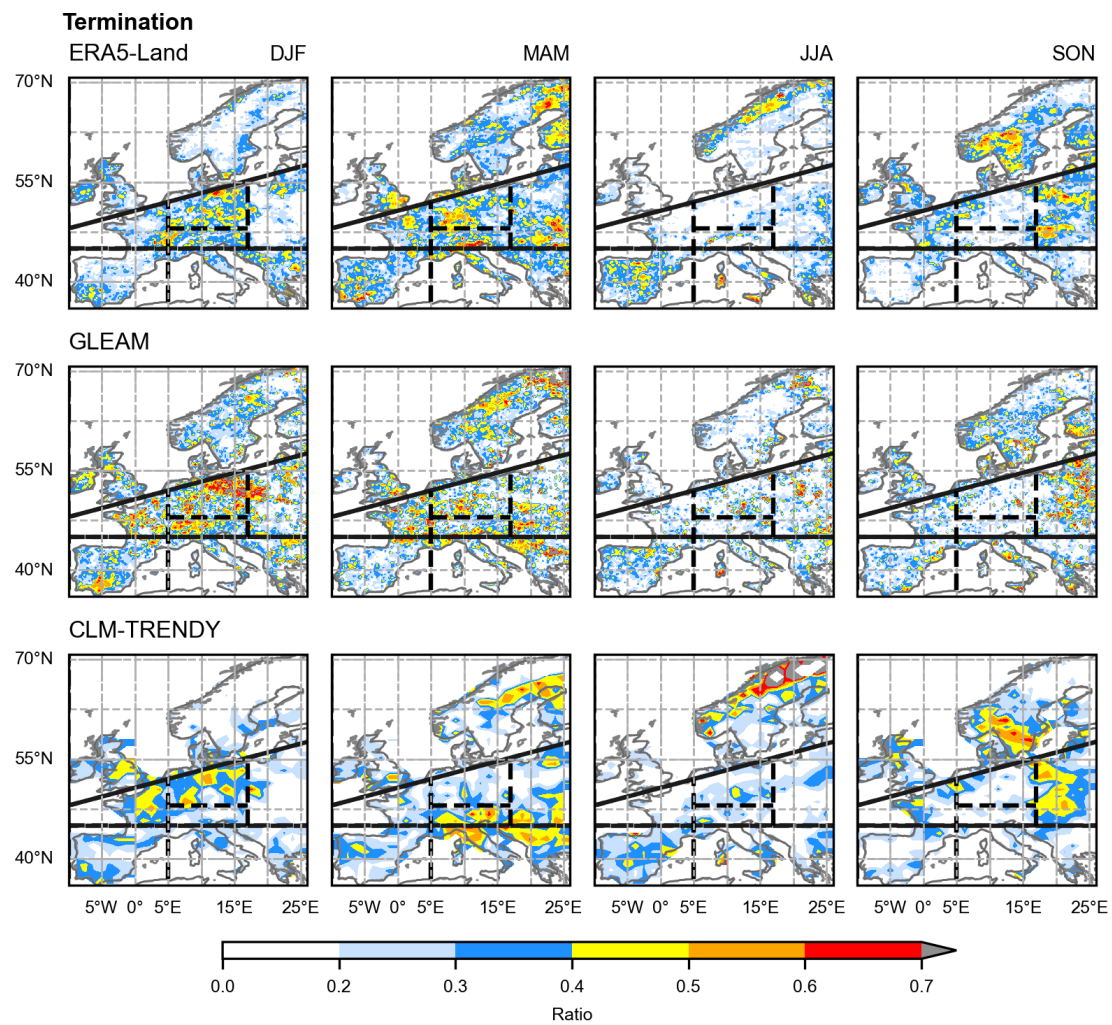 Termination
ERA5-Land DJF MAM JJA SON
70°N
55°N
40°N
GLEAM
70°N
55°N
40°N
CLM-TRENDY
70°N
55°N
40°N
5°W 0° 5°E 15°E 25°E 5°W 0° 5°E 15°E 25°E 5°W 0° 5°E 15°E 25°E 5°W 0° 5°E 15°E 25°E
0.0 0.2 0.3 0.4 0.5 0.6 0.7
Ratio